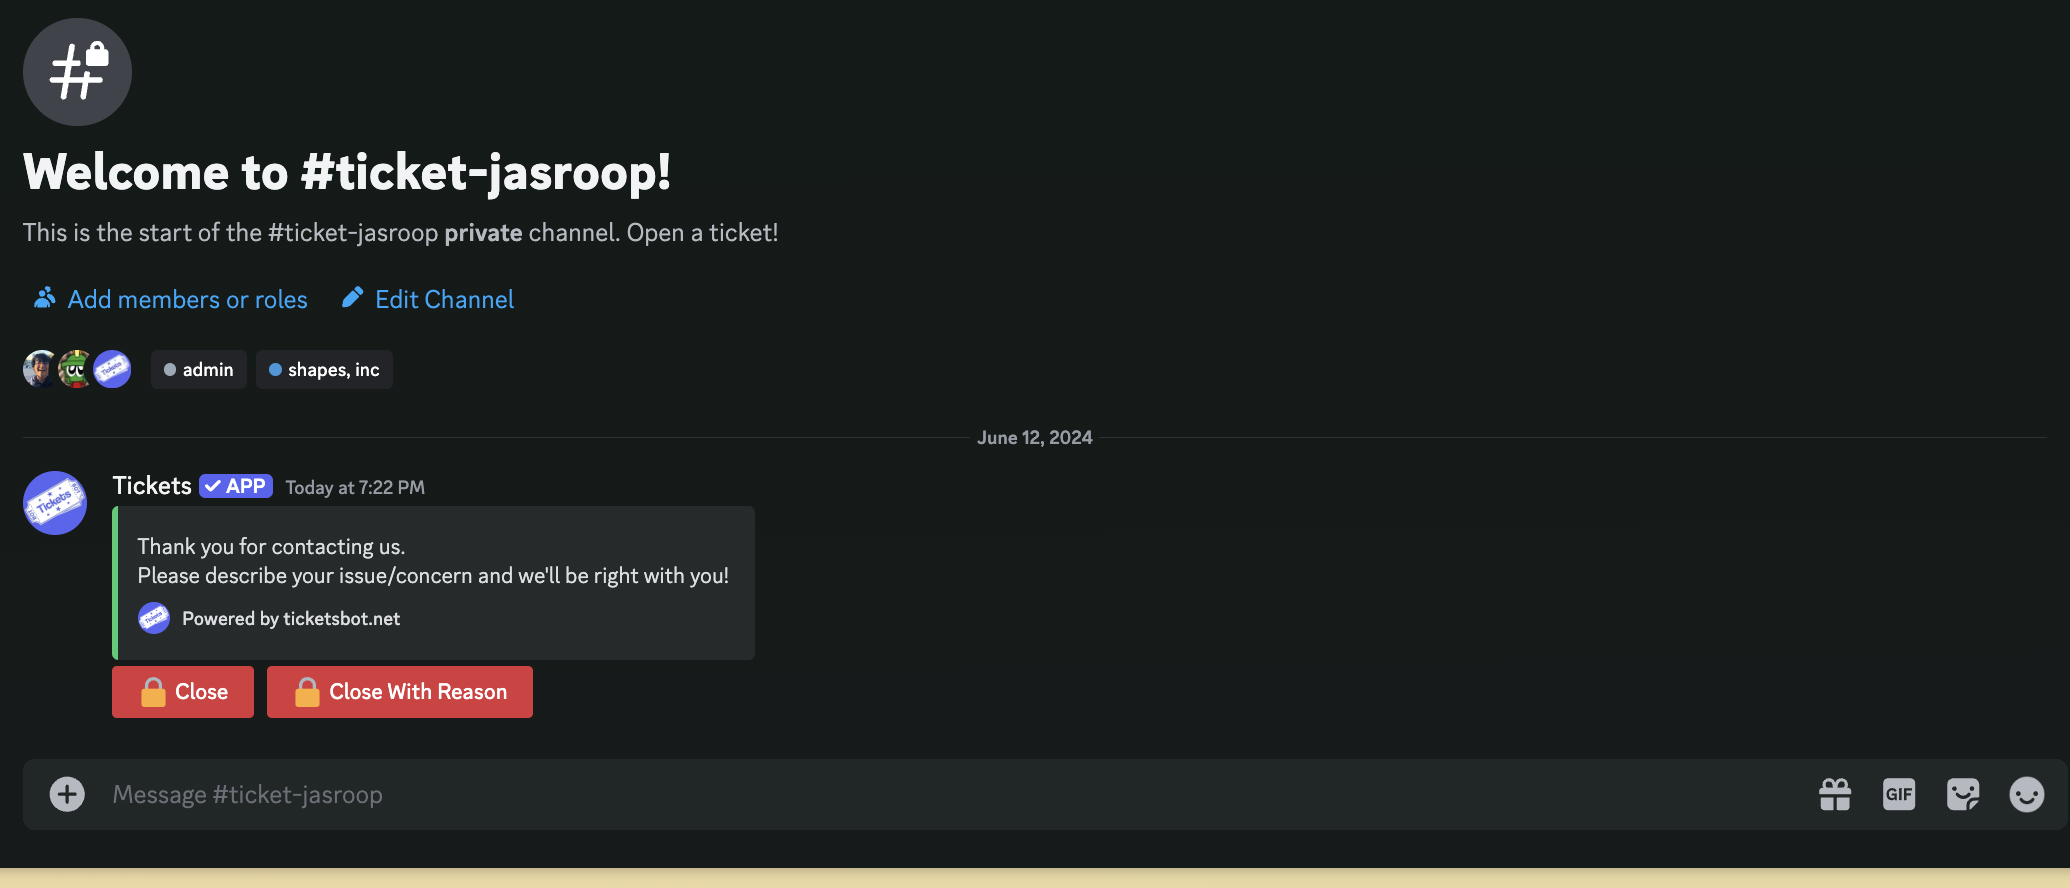 Welcome to #ticket-jasroop!
This is the start of the #ticket-jasroop private channel. Open a ticket!
Add members or roles Edit Channel
Tickets admin shapes, inc
June 12, 2024
Tickets
Tickets APP Today at 7:22 PM
Thank you for contacting us.
Please describe your issue/concern and we'll be right with you!
Tickets Powered by ticketsbot.net
Close Close With Reason
Message #ticket-jasroop GIF